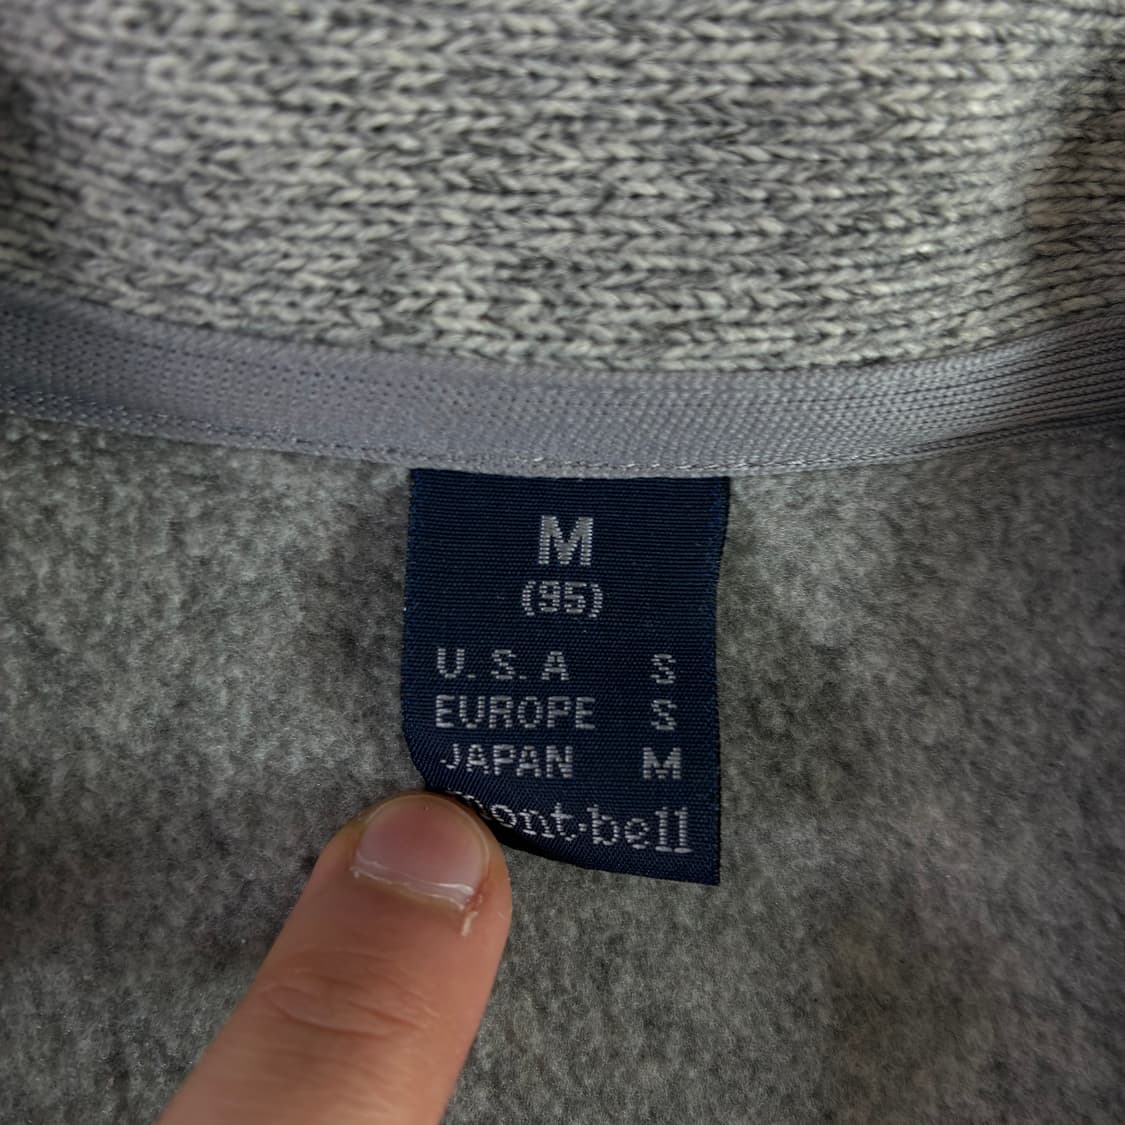 M
(95)
U.S.A S
EUROPE S
JAPAN M
mont-bell